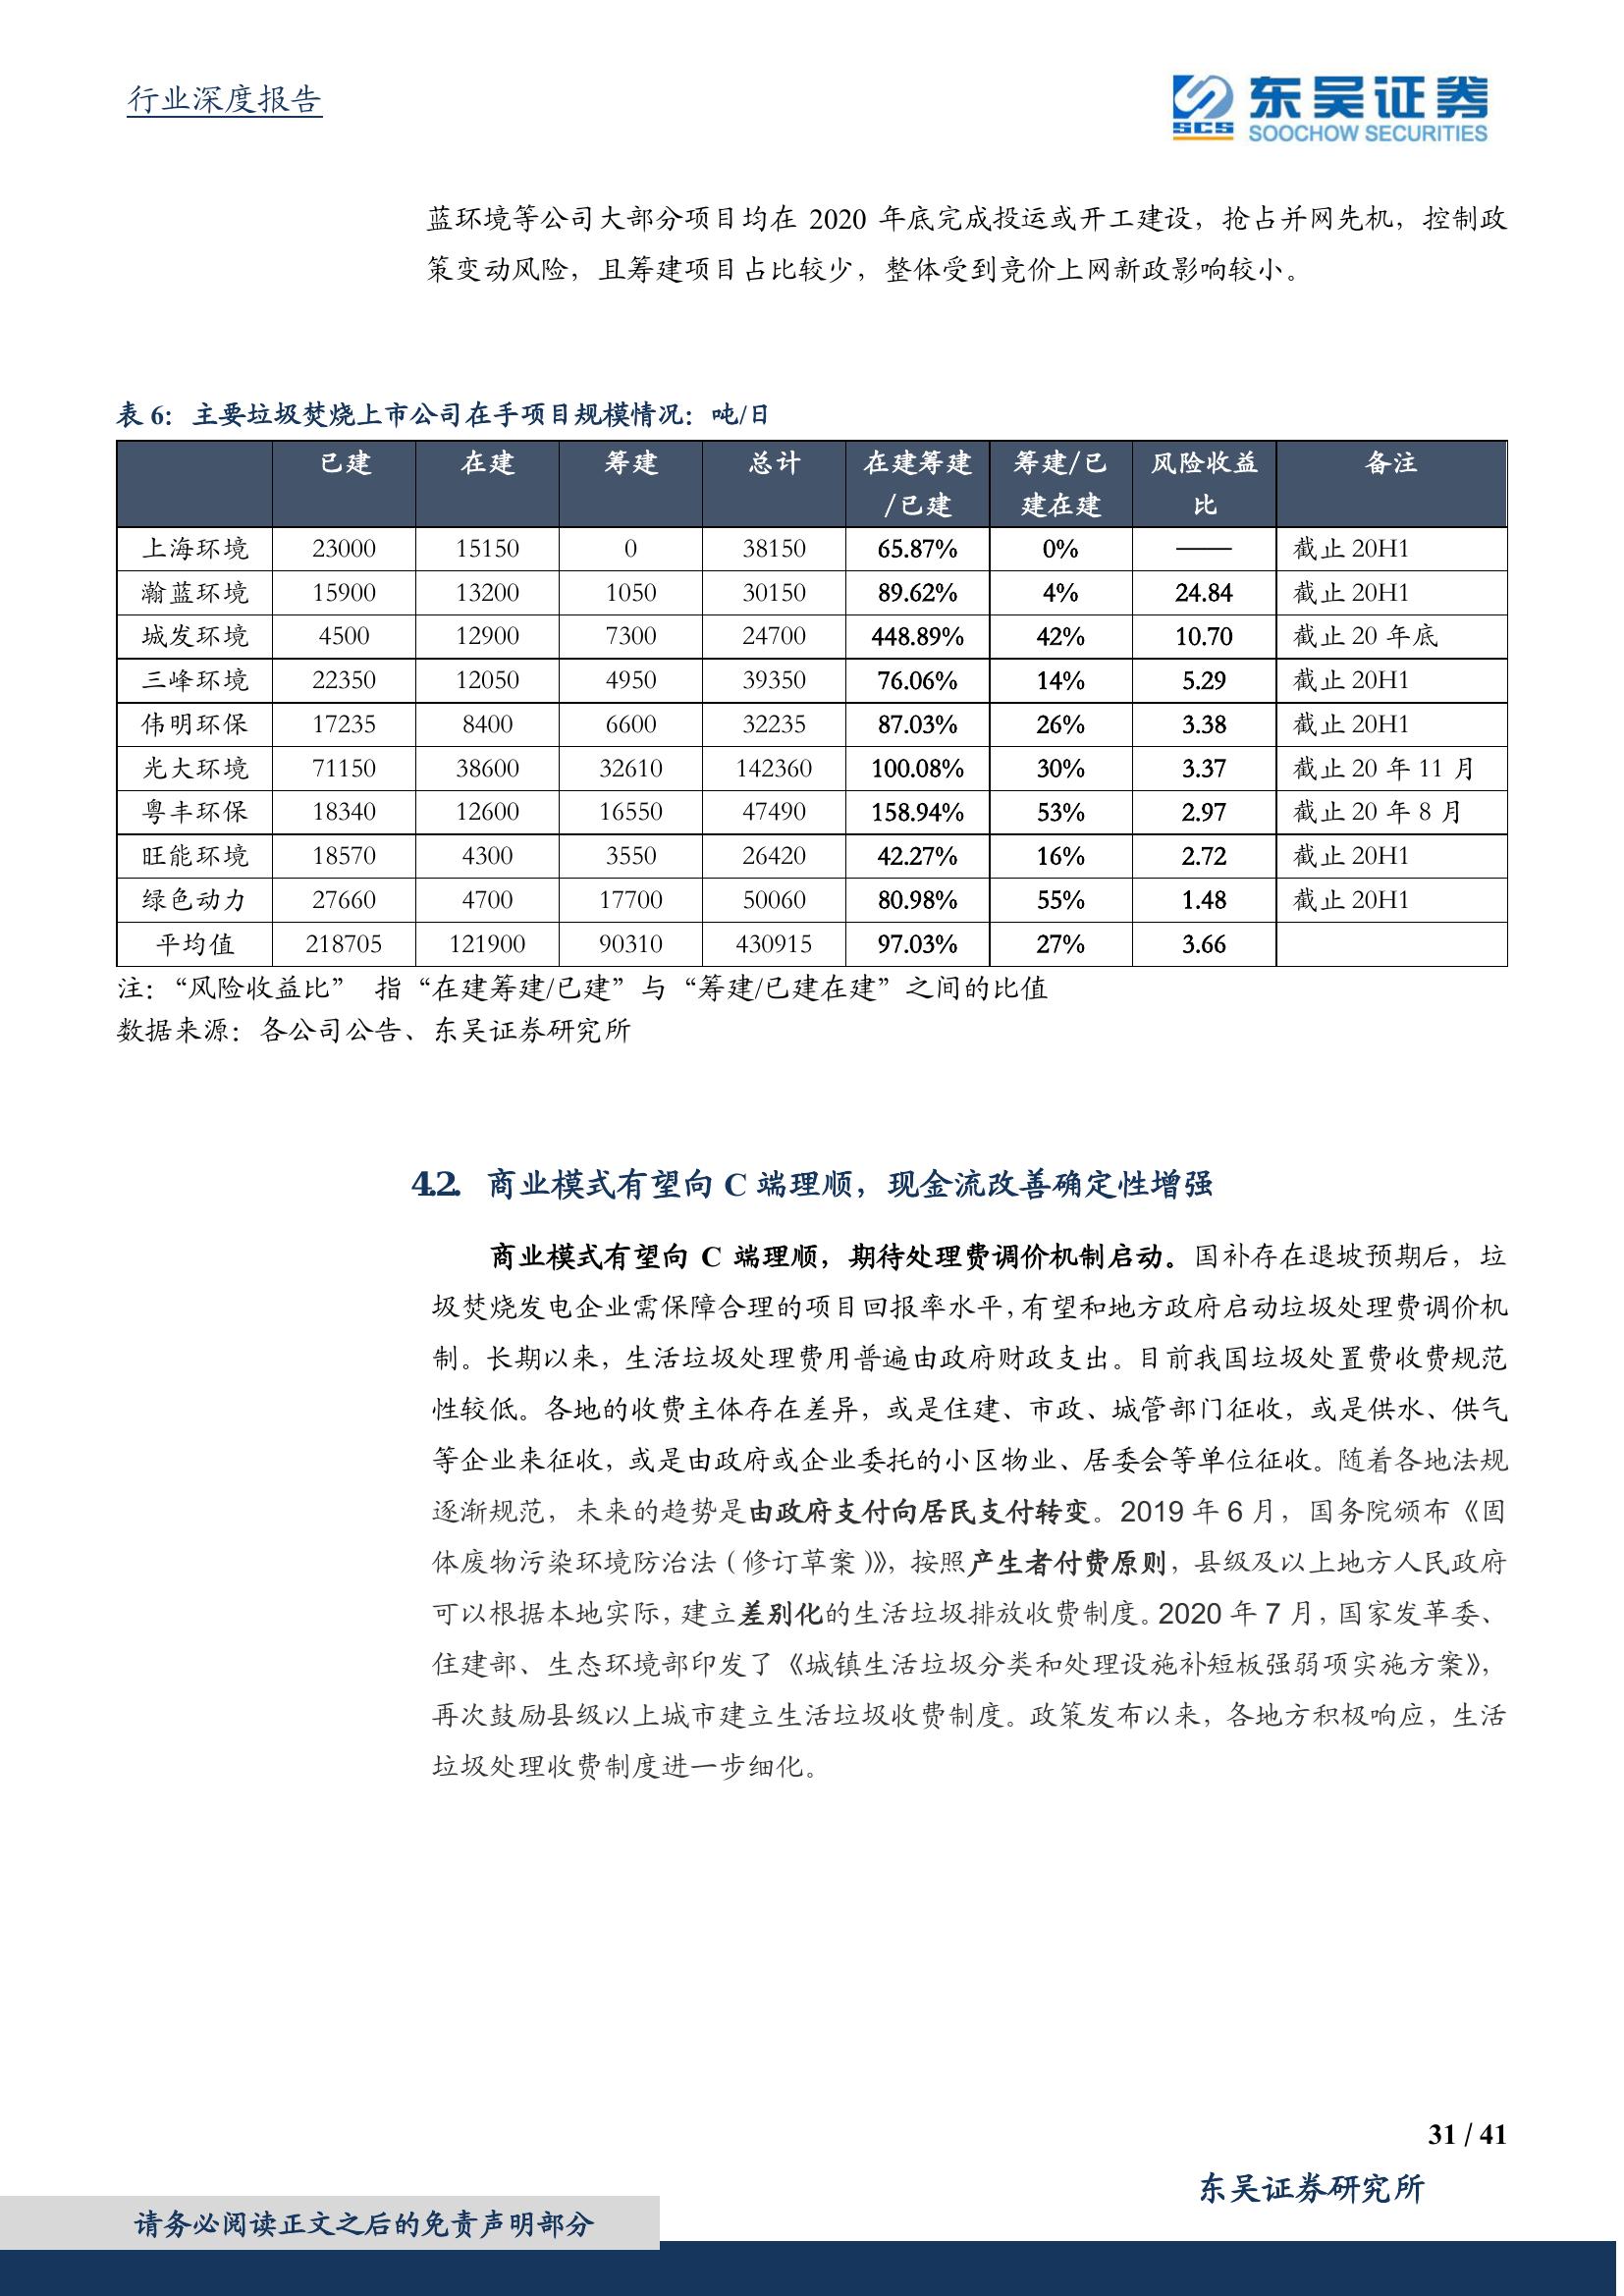 行业深度报告
东吴证券
SCS
SOOCHOW SECURITIES
蓝环境等公司大部分项目均在 2020 年底完成投运或开工建设，抢占并网先机，控制政
策变动风险，且筹建项目占比较少，整体受到竞价上网新政影响较小。
表 6：主要垃圾焚烧上市公司在手项目规模情况：吨/日
已建 在建 筹建 总计 在建筹建/已建 筹建/已建在建 风险收益比 备注
上海环境 23000 15150 0 38150 65.87% 0% —— 截止 20H1
瀚蓝环境 15900 13200 1050 30150 89.62% 4% 24.84 截止 20H1
城发环境 4500 12900 7300 24700 448.89% 42% 10.70 截止 20 年底
三峰环境 22350 12050 4950 39350 76.06% 14% 5.29 截止 20H1
伟明环保 17235 8400 6600 32235 87.03% 26% 3.38 截止 20H1
光大环境 71150 38600 32610 142360 100.08% 30% 3.37 截止 20 年 11 月
粤丰环保 18340 12600 16550 47490 158.94% 53% 2.97 截止 20 年 8 月
旺能环境 18570 4300 3550 26420 42.27% 16% 2.72 截止 20H1
绿色动力 27660 4700 17700 50060 80.98% 55% 1.48 截止 20H1
平均值 218705 121900 90310 430915 97.03% 27% 3.66
注：“风险收益比” 指“在建筹建/已建”与“筹建/已建在建”之间的比值
数据来源：各公司公告、东吴证券研究所
4.2. 商业模式有望向 C 端理顺，现金流改善确定性增强
商业模式有望向 C 端理顺，期待处理费调价机制启动。国补存在退坡预期后，垃
圾焚烧发电企业需保障合理的项目回报率水平，有望和地方政府启动垃圾处理费调价机
制。长期以来，生活垃圾处理费用普遍由政府财政支出。目前我国垃圾处置费收费规范
性较低。各地的收费主体存在差异，或是住建、市政、城管部门征收，或是供水、供气
等企业来征收，或是由政府或企业委托的小区物业、居委会等单位征收。随着各地法规
逐渐规范，未来的趋势是由政府支付向居民支付转变。2019 年 6 月，国务院颁布《固
体废物污染环境防治法（修订草案）》，按照产生者付费原则，县级及以上地方人民政府
可以根据本地实际，建立差别化的生活垃圾排放收费制度。2020 年 7 月，国家发革委、
住建部、生态环境部印发了《城镇生活垃圾分类和处理设施补短板强弱项实施方案》，
再次鼓励县级以上城市建立生活垃圾收费制度。政策发布以来，各地方积极响应，生活
垃圾处理收费制度进一步细化。
31 / 41
东吴证券研究所
请务必阅读正文之后的免责声明部分